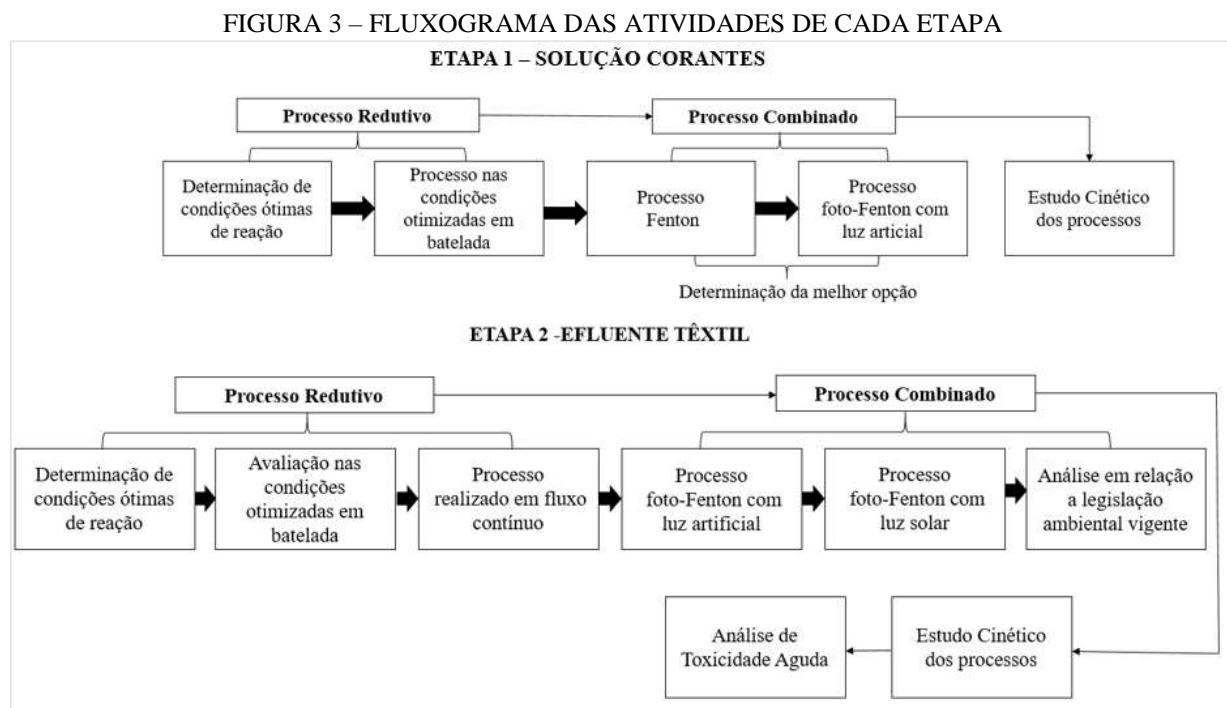 FIGURA 3 – FLUXOGRAMA DAS ATIVIDADES DE CADA ETAPA
ETAPA 1 – SOLUÇÃO CORANTES
Processo Redutivo
Processo Combinado
Determinação de
condições ótimas
de reação
Processo nas
condições
otimizadas em
batelada
Processo
Fenton
Processo
foto-Fenton com
luz articial
Estudo Cinético
dos processos
Determinação da melhor opção
ETAPA 2 -EFLUENTE TÊXTIL
Processo Redutivo
Processo Combinado
Determinação de
condições ótimas
de reação
Avaliação nas
condições
otimizadas em
batelada
Processo
realizado em fluxo
contínuo
Processo
foto-Fenton com
luz artificial
Processo
foto-Fenton com
luz solar
Análise em relação
a legislação
ambiental vigente
Análise de
Toxicidade Aguda
Estudo Cinético
dos processos